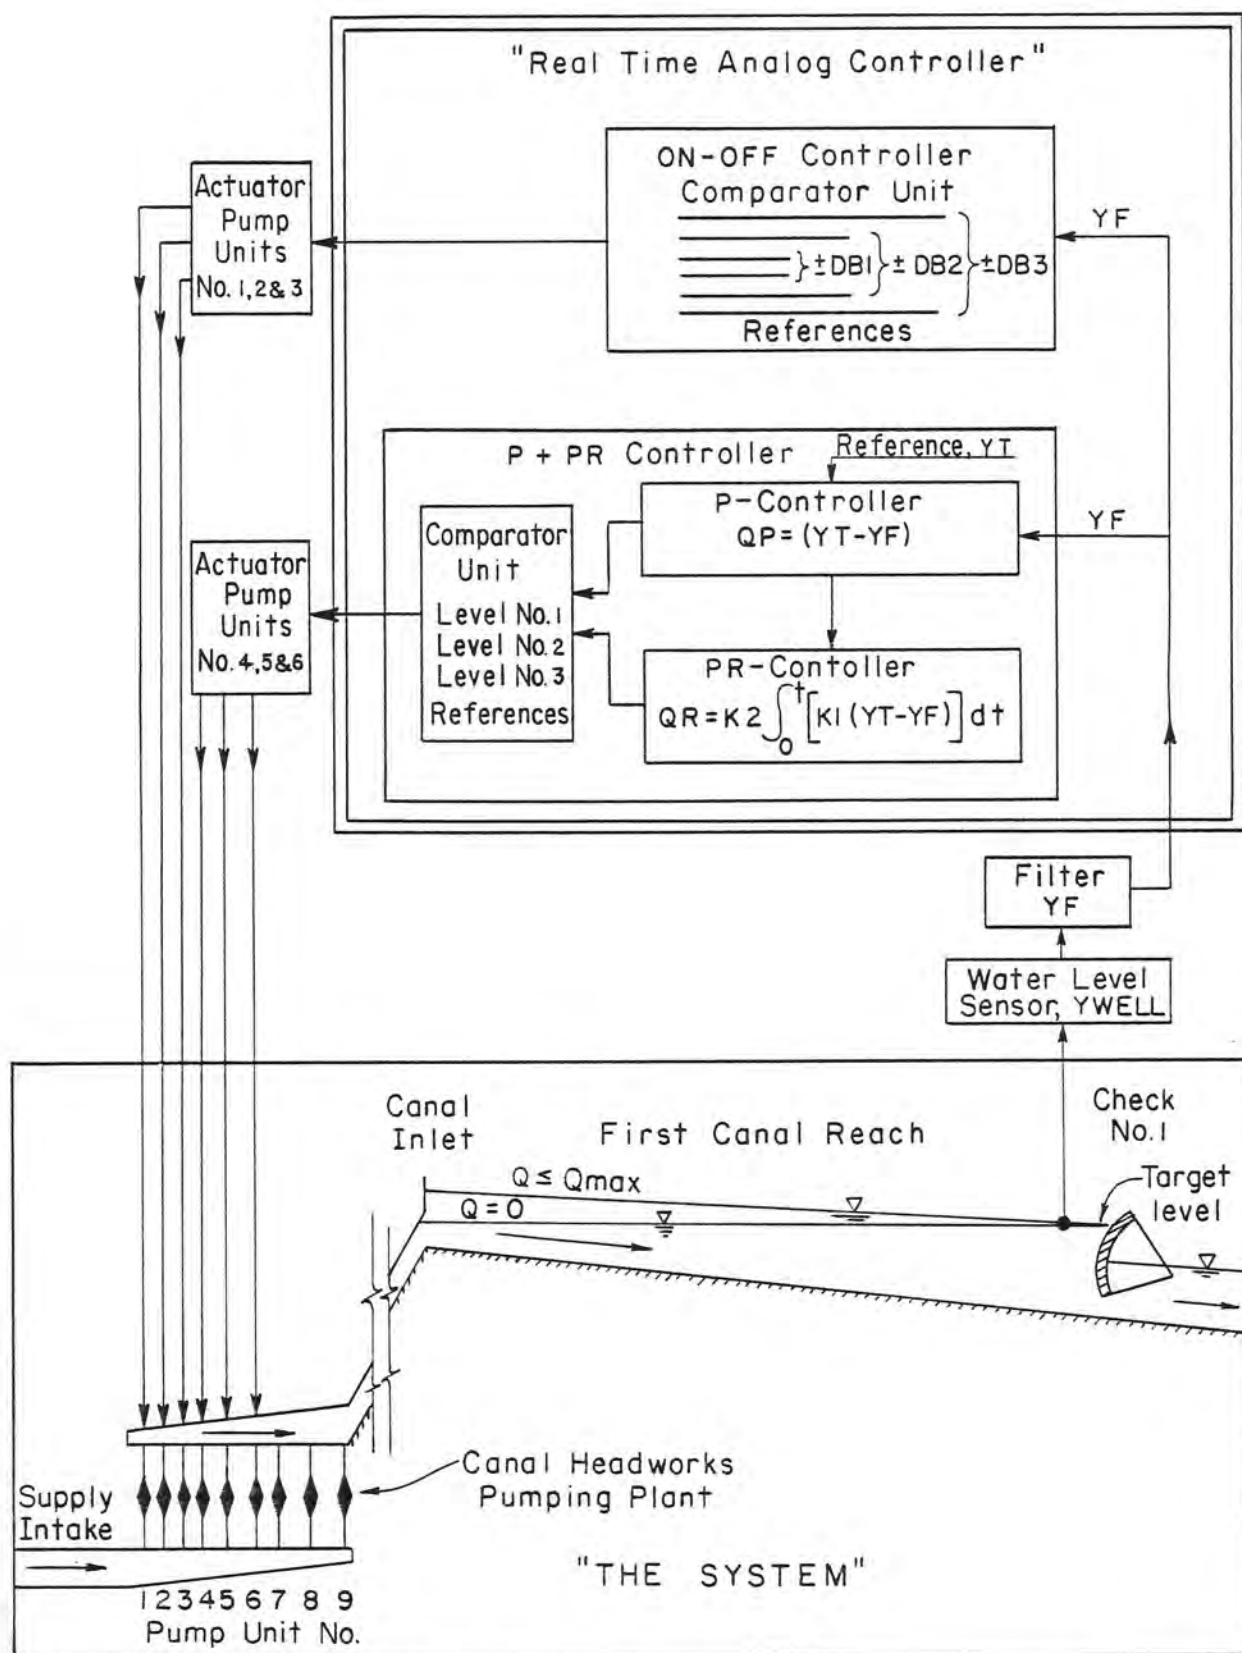 "Real Time Analog Controller"
ON-OFF Controller
Comparator Unit
±DB1 ± DB2 ±DB3
References
YF
Actuator
Pump
Units
No. 1, 2 & 3
P + PR Controller
Reference, YT
P-Controller
QP = (YT-YF)
YF
Comparator
Unit
Level No. 1
Level No. 2
Level No. 3
References
PR-Contoller
QR = K2 ∫₀ᵗ [K1 (YT-YF)] dt
Actuator
Pump
Units
No. 4, 5 & 6
Filter
YF
Water Level
Sensor, YWELL
Canal
Inlet
First Canal Reach
Check
No. 1
Q ≤ Qmax
Q = 0
Target
level
Canal Headworks
Pumping Plant
Supply
Intake
"THE SYSTEM"
1 2 3 4 5 6 7 8 9
Pump Unit No.